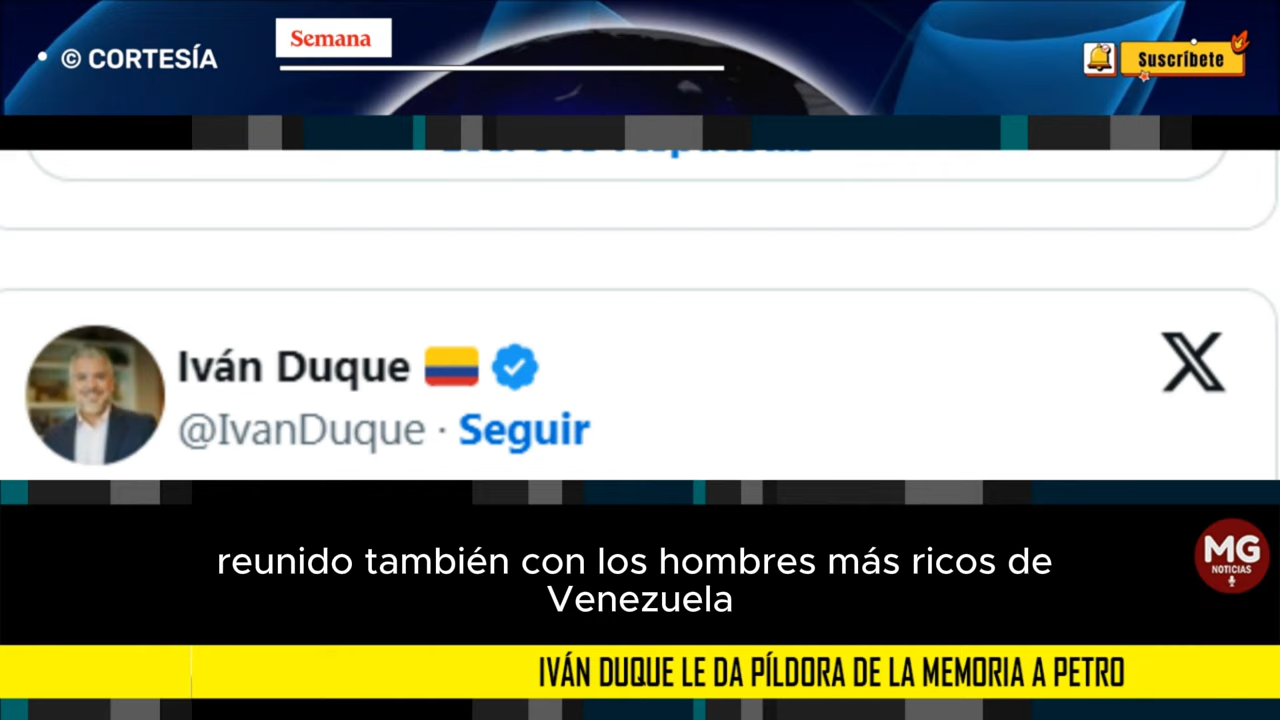 © CORTESÍA
Semana
Suscríbete
Iván Duque
@IvanDuque · Seguir
reunido también con los hombres más ricos de
Venezuela
MG
NOTICIAS
IVÁN DUQUE LE DA PÍLDORA DE LA MEMORIA A PETRO